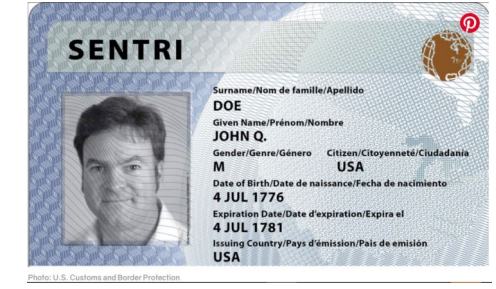 SENTRI
Surname/Nom de famille/Apellido
DOE
Given Name/Prénom/Nombre
JOHN Q.
Gender/Genre/Género Citizen/Citoyenneté/Ciudadanía
M USA
Date of Birth/Date de naissance/Fecha de nacimiento
4 JUL 1776
Expiration Date/Date d'expiration/Expira el
4 JUL 1781
Issuing Country/Pays d'émission/Pais de emisión
USA
Photo: U.S. Customs and Border Protection